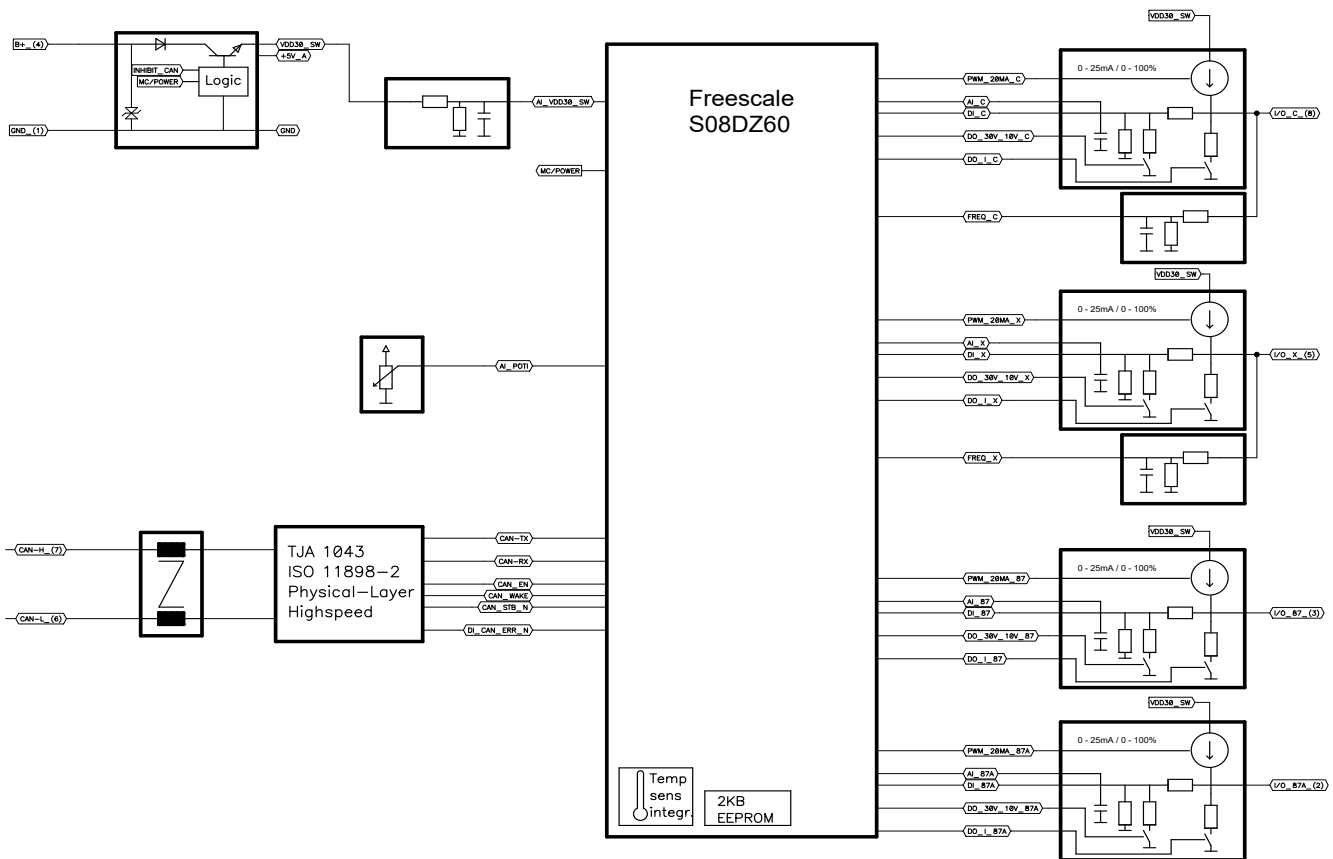 B+_(4)
VDD30_SW
+5V_A
INHIBIT_CAN
MC/POWER
Logic
GND_(1)
GND
AI_VDD30_SW
MC/POWER
AI_POTI
CAN-H_(7)
CAN-L_(6)
TJA 1043
ISO 11898-2
Physical-Layer
Highspeed
CAN-TX
CAN-RX
CAN_EN
CAN_WAKE
CAN_STB_N
DI_CAN_ERR_N
Freescale
S08DZ60
Temp
sens
integr.
2KB
EEPROM
VDD30_SW
0 - 25mA / 0 - 100%
PWM_20MA_C
AI_C
DI_C
I/O_C_(8)
DO_30V_10V_C
DO_I_C
FREQ_C
VDD30_SW
0 - 25mA / 0 - 100%
PWM_20MA_X
AI_X
DI_X
I/O_X_(5)
DO_30V_10V_X
DO_I_X
FREQ_X
VDD30_SW
0 - 25mA / 0 - 100%
PWM_20MA_87
AI_87
DI_87
I/O_87_(3)
DO_30V_10V_87
DO_I_87
VDD30_SW
0 - 25mA / 0 - 100%
PWM_20MA_87A
AI_87A
DI_87A
I/O_87A_(2)
DO_30V_10V_87A
DO_I_87A